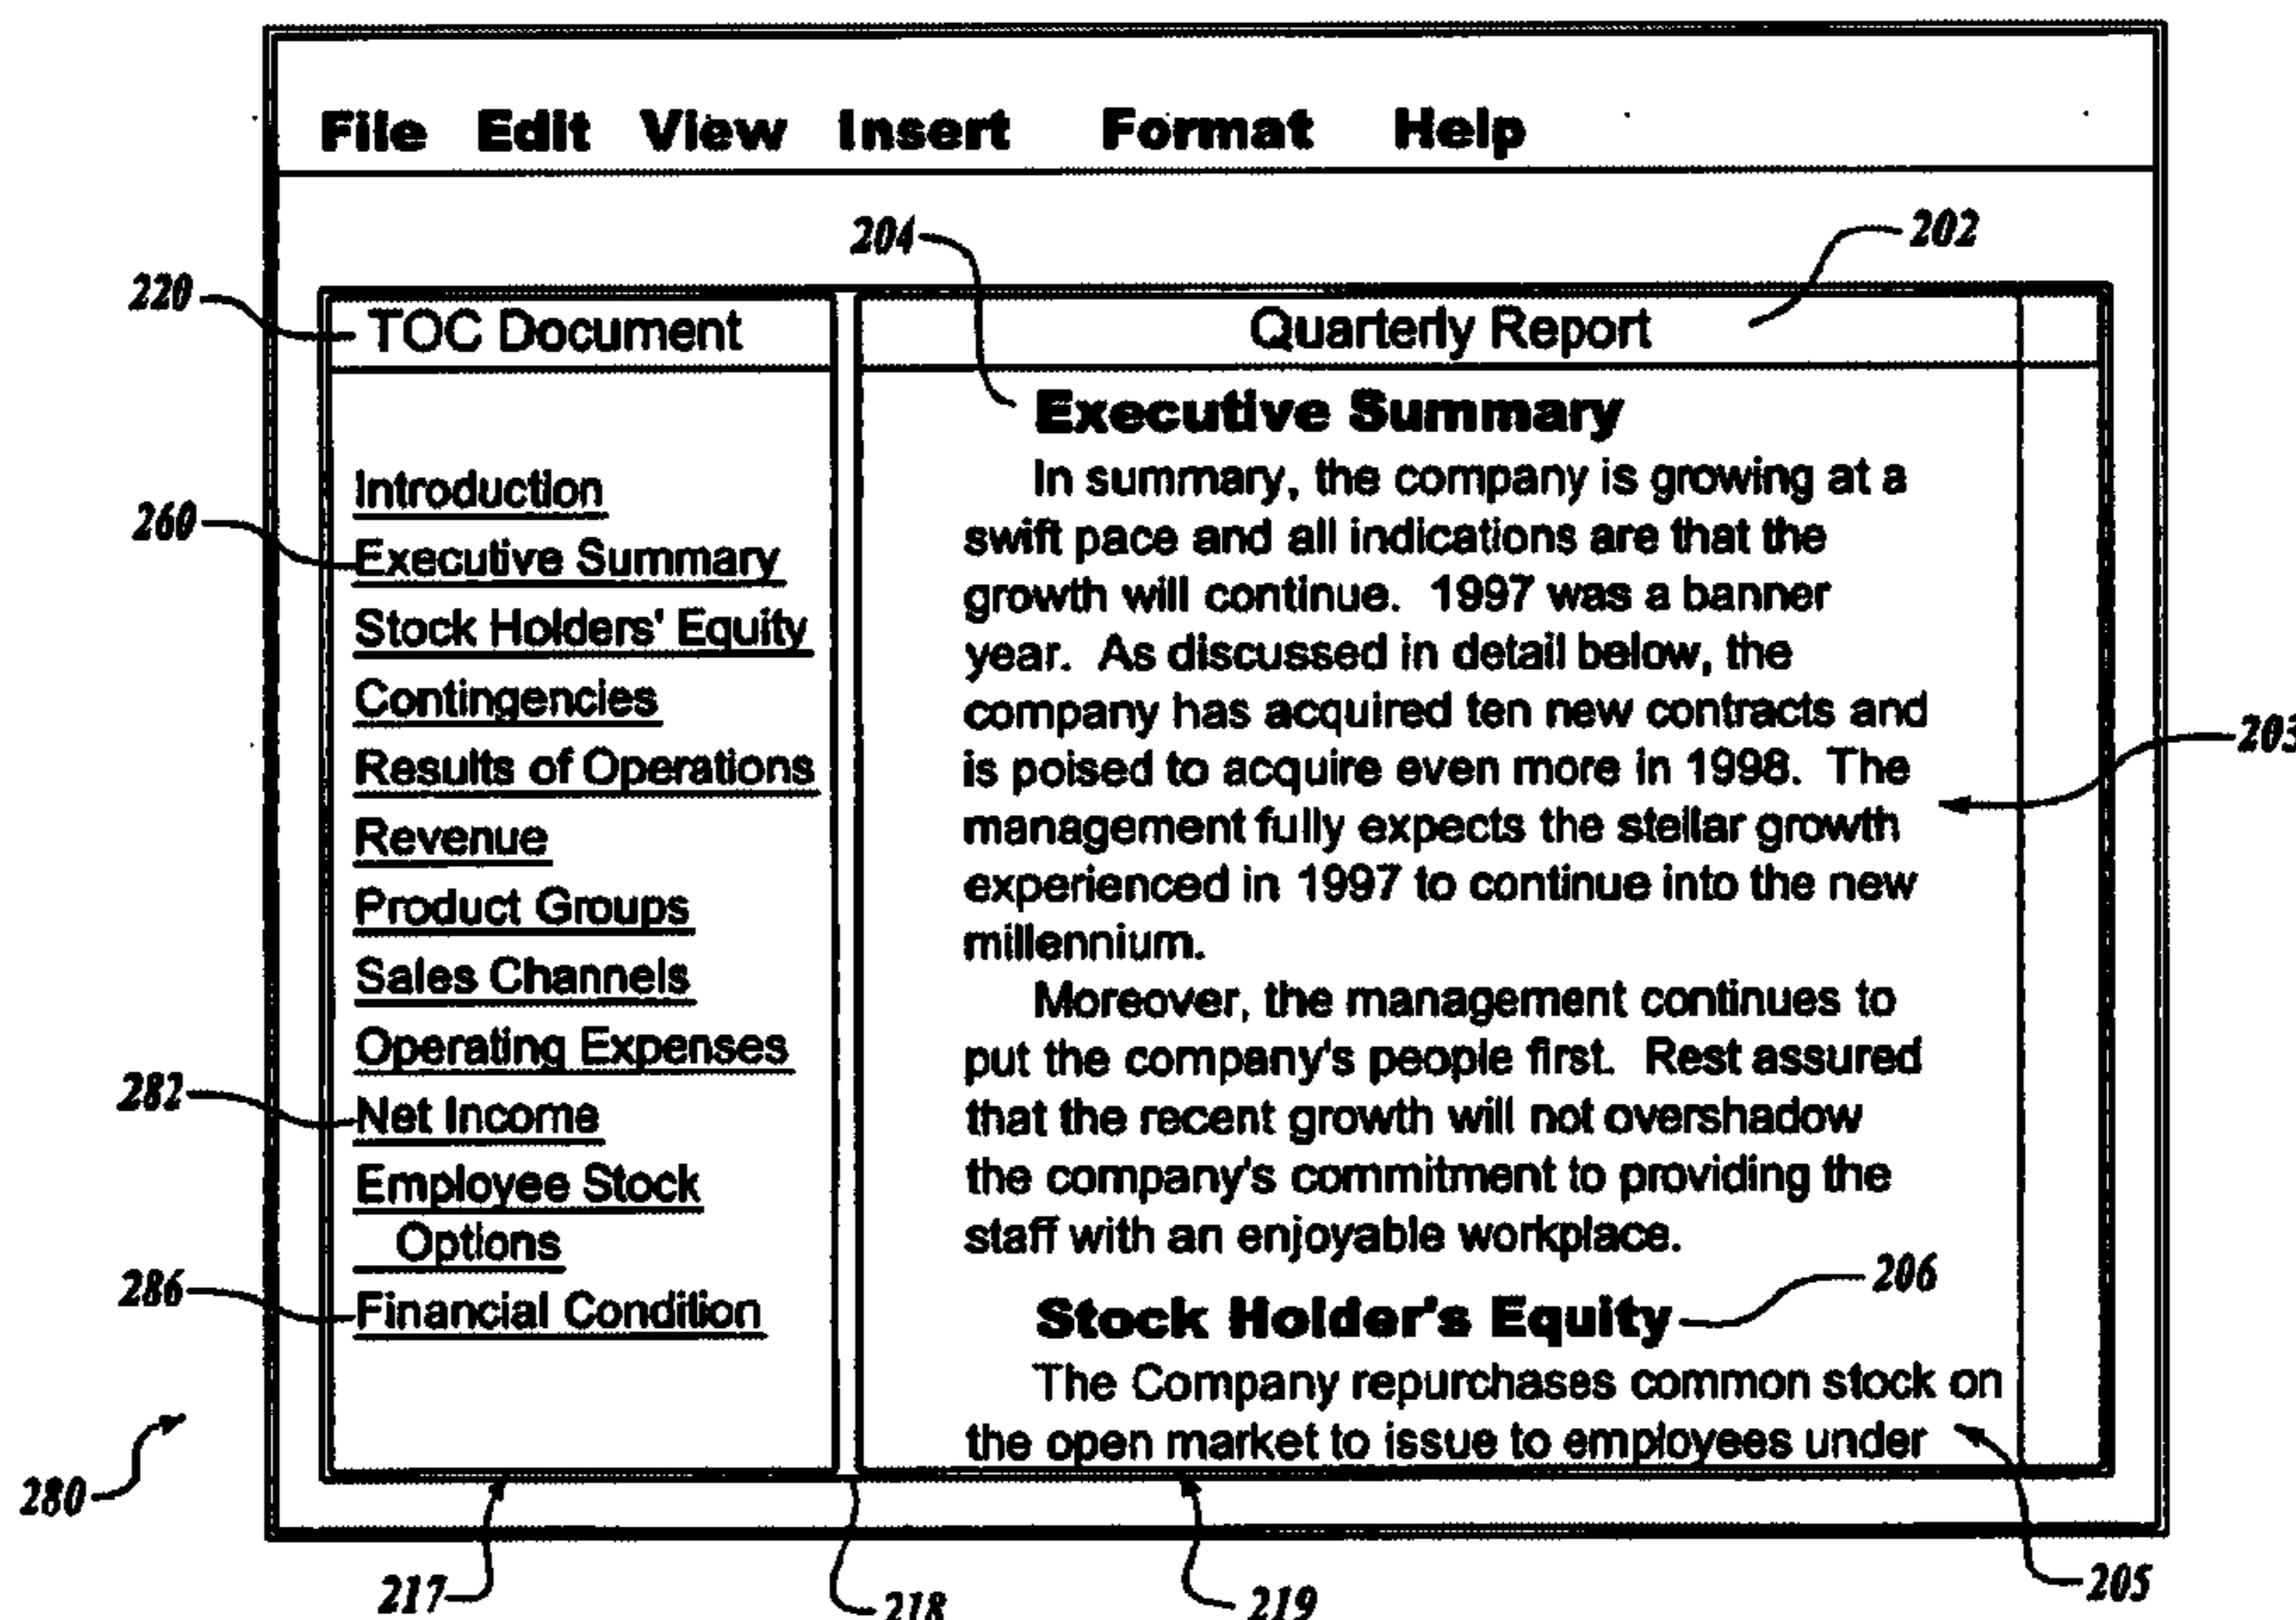 File Edit View Insert Format Help
204
202
220
TOC Document
Quarterly Report
Introduction
260
Executive Summary
Stock Holders' Equity
Contingencies
Results of Operations
Revenue
Product Groups
Sales Channels
Operating Expenses
282
Net Income
Employee Stock
Options
286
Financial Condition
Executive Summary
In summary, the company is growing at a
swift pace and all indications are that the
growth will continue. 1997 was a banner
year. As discussed in detail below, the
company has acquired ten new contracts and
is poised to acquire even more in 1998. The
management fully expects the stellar growth
experienced in 1997 to continue into the new
millennium.
203
Moreover, the management continues to
put the company's people first. Rest assured
that the recent growth will not overshadow
the company's commitment to providing the
staff with an enjoyable workplace.
206
Stock Holder's Equity
The Company repurchases common stock on
the open market to issue to employees under
280
217
218
219
205